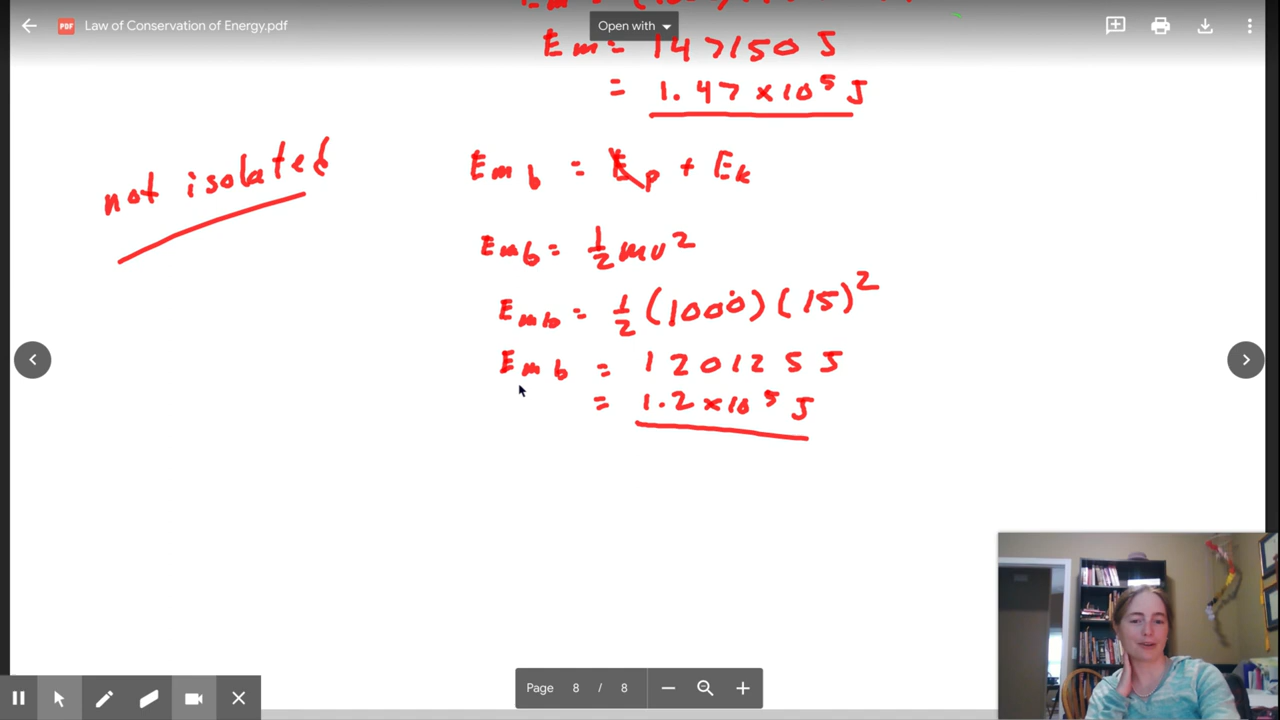 Law of Conservation of Energy.pdf
Open with
Em = 147150 J
= 1.47 x 10⁵ J
not isolated
Em b = Ep + Ek
Emb = ½mv²
Emb = ½(1000)(15)²
Emb = 120125 J
= 1.2 x 10⁵ J
Page 8 / 8